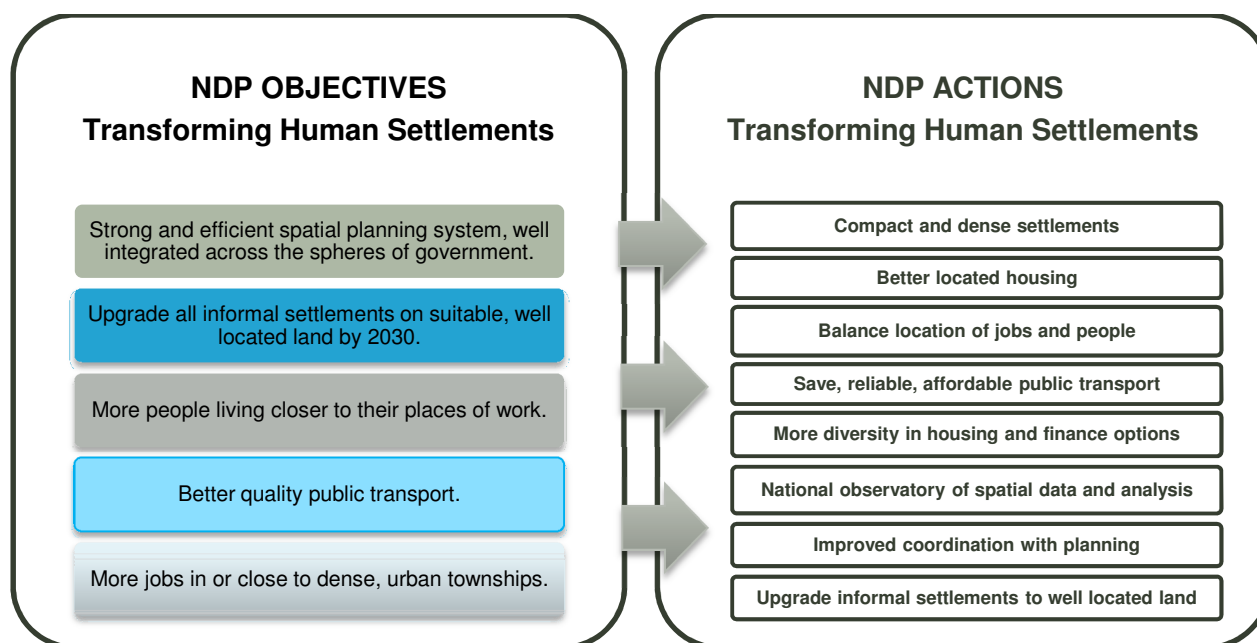 NDP OBJECTIVES
Transforming Human Settlements
Strong and efficient spatial planning system, well
integrated across the spheres of government.
Upgrade all informal settlements on suitable, well
located land by 2030.
More people living closer to their places of work.
Better quality public transport.
More jobs in or close to dense, urban townships.
NDP ACTIONS
Transforming Human Settlements
Compact and dense settlements
Better located housing
Balance location of jobs and people
Save, reliable, affordable public transport
More diversity in housing and finance options
National observatory of spatial data and analysis
Improved coordination with planning
Upgrade informal settlements to well located land